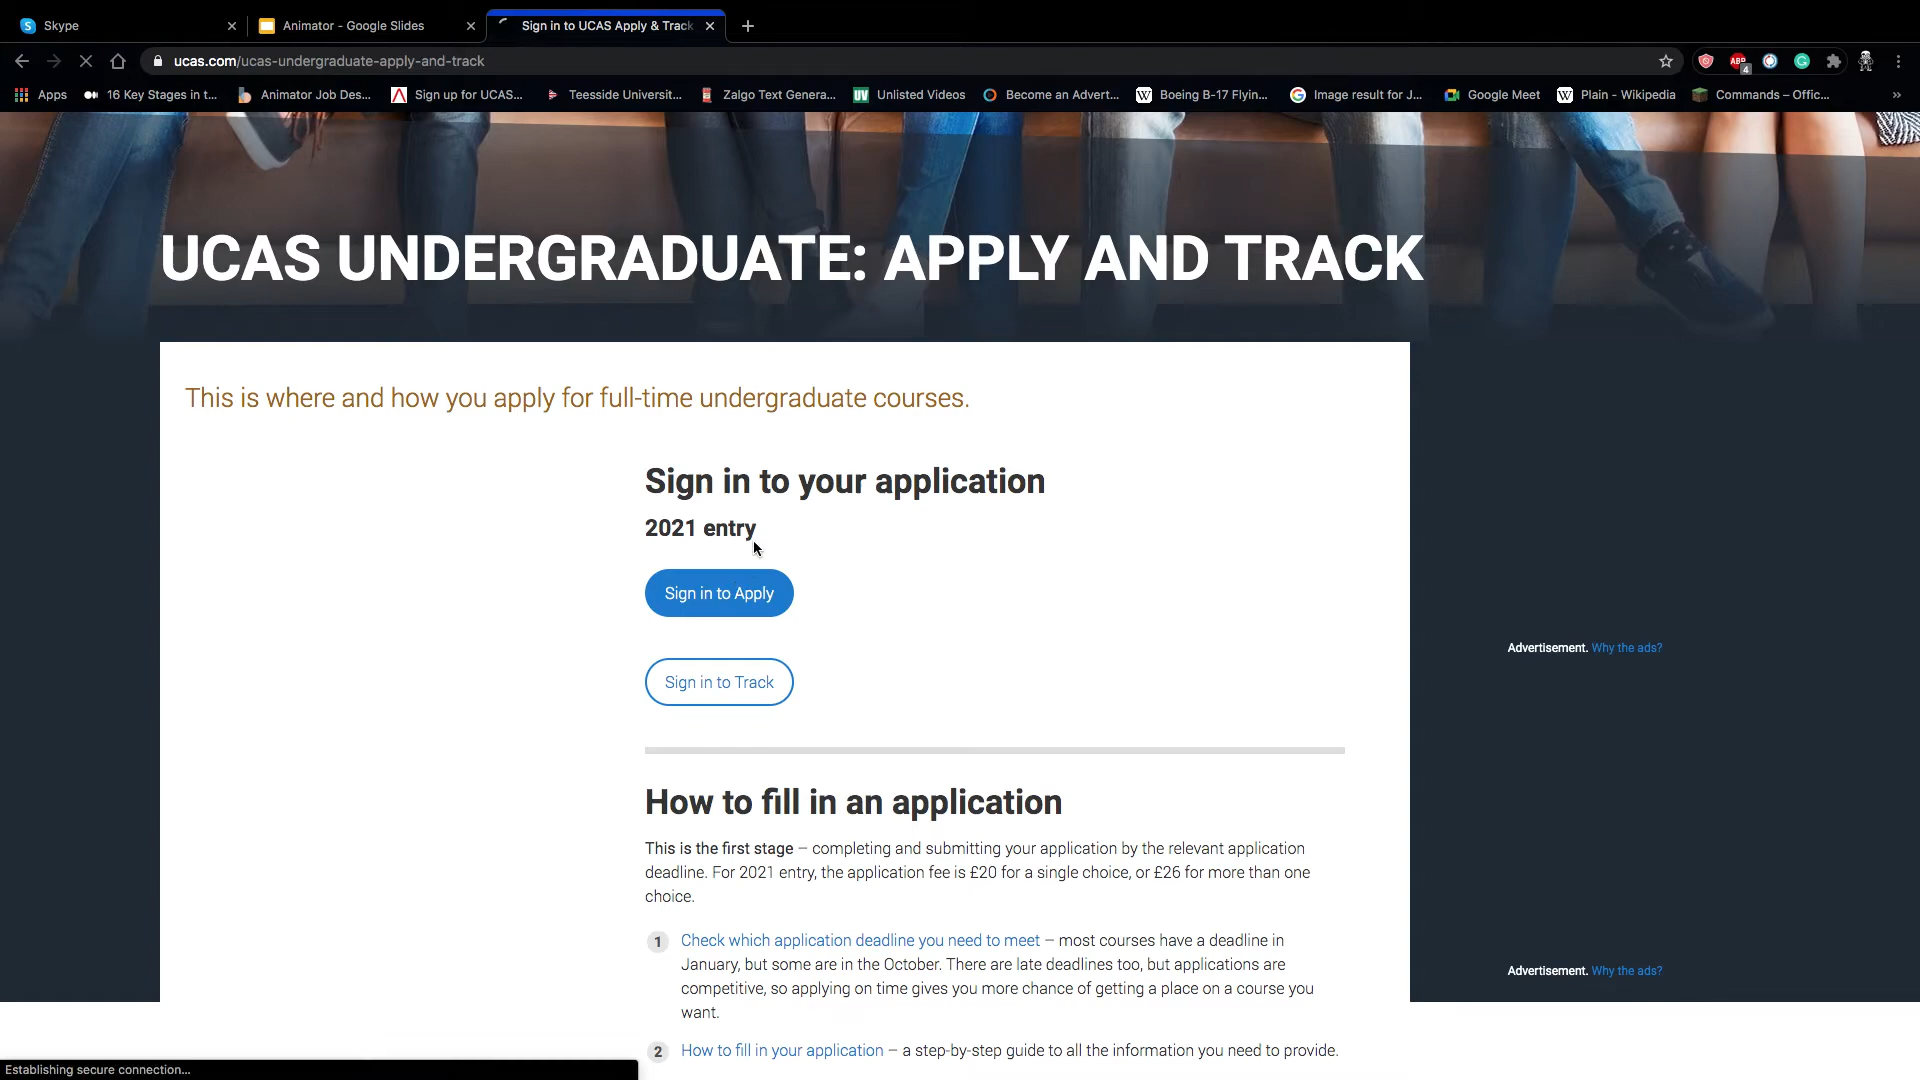 Skype
Animator - Google Slides
Sign in to UCAS Apply & Track
ucas.com/ucas-undergraduate-apply-and-track
ABP
4
Apps
16 Key Stages in t...
Animator Job Des...
Sign up for UCAS...
Teesside Universit...
Zalgo Text Genera...
UV
Unlisted Videos
Become an Advert...
W
Boeing B-17 Flyin...
Image result for J...
Google Meet
W
Plain - Wikipedia
Commands – Offic...
»
UCAS UNDERGRADUATE: APPLY AND TRACK
This is where and how you apply for full-time undergraduate courses.
Sign in to your application
2021 entry
Sign in to Apply
Sign in to Track
Advertisement. Why the ads?
How to fill in an application
This is the first stage – completing and submitting your application by the relevant application
deadline. For 2021 entry, the application fee is £20 for a single choice, or £26 for more than one
choice.
1 Check which application deadline you need to meet – most courses have a deadline in
January, but some are in the October. There are late deadlines too, but applications are
competitive, so applying on time gives you more chance of getting a place on a course you
want.
Advertisement. Why the ads?
2 How to fill in your application – a step-by-step guide to all the information you need to provide.
Establishing secure connection...